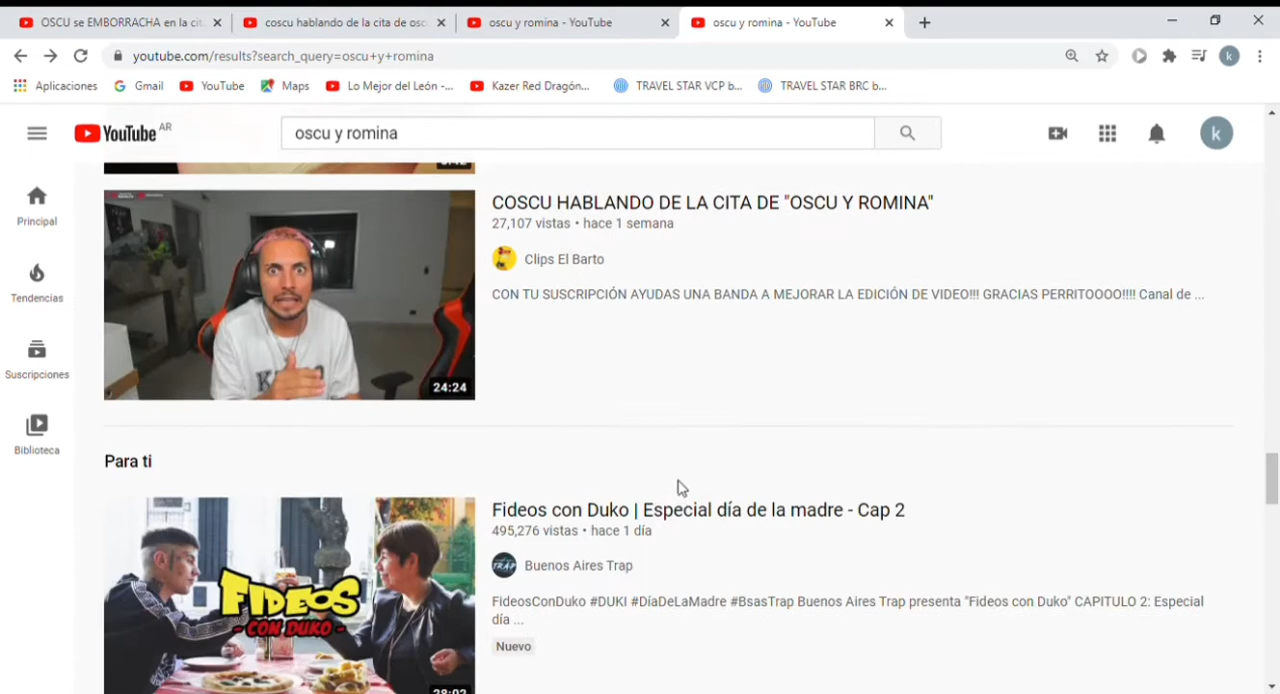 OSCU se EMBORRACHA en la cit
coscu hablando de la cita de osc
oscu y romina - YouTube
oscu y romina - YouTube
youtube.com/results?search_query=oscu+y+romina
k
Aplicaciones
Gmail
YouTube
Maps
Lo Mejor del León -...
Kazer Red Dragón...
TRAVEL STAR VCP b...
TRAVEL STAR BRC b...
YouTube AR
oscu y romina
k
Principal
Tendencias
Suscripciones
Biblioteca
COSCU HABLANDO DE LA CITA DE "OSCU Y ROMINA"
27,107 vistas • hace 1 semana
Clips El Barto
CON TU SUSCRIPCIÓN AYUDAS UNA BANDA A MEJORAR LA EDICIÓN DE VIDEO!!! GRACIAS PERRITOOOO!!!! Canal de ...
24:24
Para ti
Fideos con Duko | Especial día de la madre - Cap 2
495,276 vistas • hace 1 día
Buenos Aires Trap
FideosConDuko #DUKI #DíaDeLaMadre #BsasTrap Buenos Aires Trap presenta "Fideos con Duko" CAPITULO 2: Especial
día ...
Nuevo
FIDEOS
- CON DUKO -